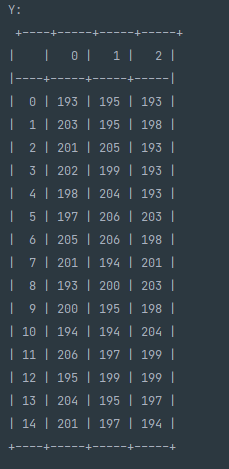 Y:
+----+-----+-----+-----+
|    |   0 |   1 |   2 |
|----+-----+-----+-----|
|  0 | 193 | 195 | 193 |
|  1 | 203 | 195 | 198 |
|  2 | 201 | 205 | 193 |
|  3 | 202 | 199 | 193 |
|  4 | 198 | 204 | 193 |
|  5 | 197 | 206 | 203 |
|  6 | 205 | 206 | 198 |
|  7 | 201 | 194 | 201 |
|  8 | 193 | 200 | 203 |
|  9 | 200 | 195 | 198 |
| 10 | 194 | 194 | 204 |
| 11 | 206 | 197 | 199 |
| 12 | 195 | 199 | 199 |
| 13 | 204 | 195 | 197 |
| 14 | 201 | 197 | 194 |
+----+-----+-----+-----+